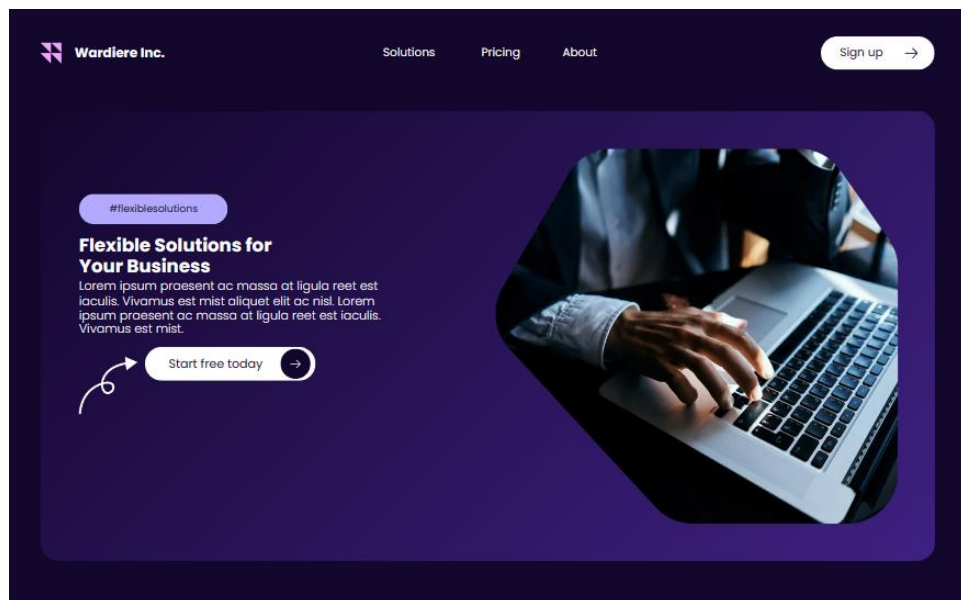 Wardiere Inc.
Solutions
Pricing
About
Sign up
#flexiblesolutions
Flexible Solutions for
Your Business
Lorem ipsum praesent ac massa at ligula reet est
iaculis. Vivamus est mist aliquet elit ac nisl. Lorem
ipsum praesent ac massa at ligula reet est iaculis.
Vivamus est mist.
Start free today